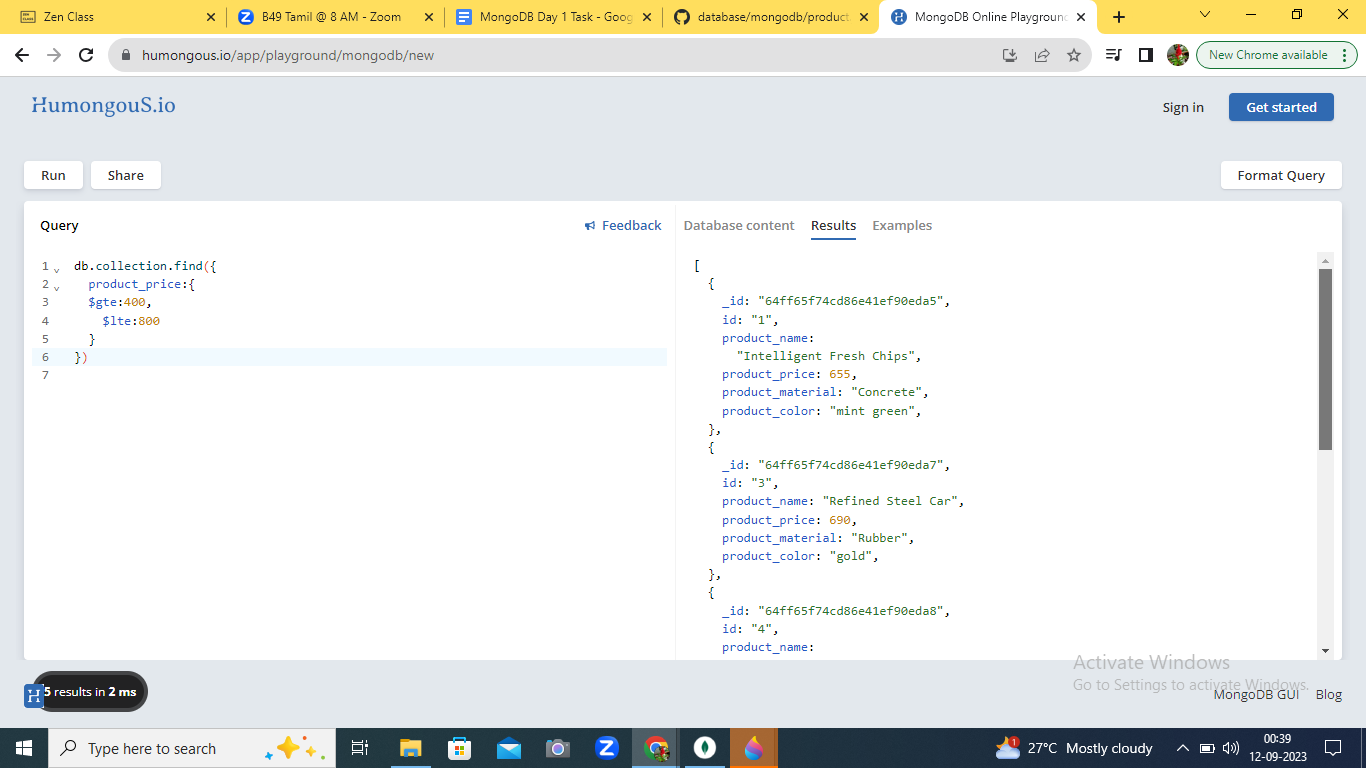 Zen Class
B49 Tamil @ 8 AM - Zoom
MongoDB Day 1 Task - Goog
database/mongodb/product
MongoDB Online Playground
humongous.io/app/playground/mongodb/new
New Chrome available
HumongouS.io
Sign in
Get started
Run
Share
Format Query
Query
Feedback
Database content
Results
Examples
1 db.collection.find({
2 product_price:{
3 $gte:400,
4 $lte:800
5 }
6 })
7
[
{
_id: "64ff65f74cd86e41ef90eda5",
id: "1",
product_name:
"Intelligent Fresh Chips",
product_price: 655,
product_material: "Concrete",
product_color: "mint green",
},
{
_id: "64ff65f74cd86e41ef90eda7",
id: "3",
product_name: "Refined Steel Car",
product_price: 690,
product_material: "Rubber",
product_color: "gold",
},
{
_id: "64ff65f74cd86e41ef90eda8",
id: "4",
product_name:
Activate Windows
Go to Settings to activate Windows.
H
5 results in 2 ms
MongoDB GUI
Blog
Type here to search
1
27°C Mostly cloudy
00:39
12-09-2023